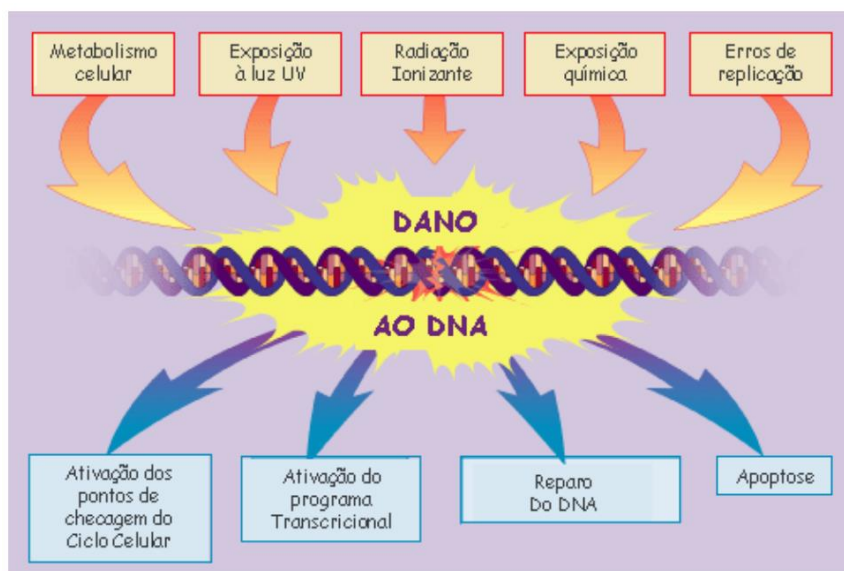 Metabolismo
celular
Exposição
à luz UV
Radiação
Ionizante
Exposição
química
Erros de
replicação
DANO
AO DNA
Ativação dos
pontos de
checagem do
Ciclo Celular
Ativação do
programa
Transcricional
Reparo
Do DNA
Apoptose